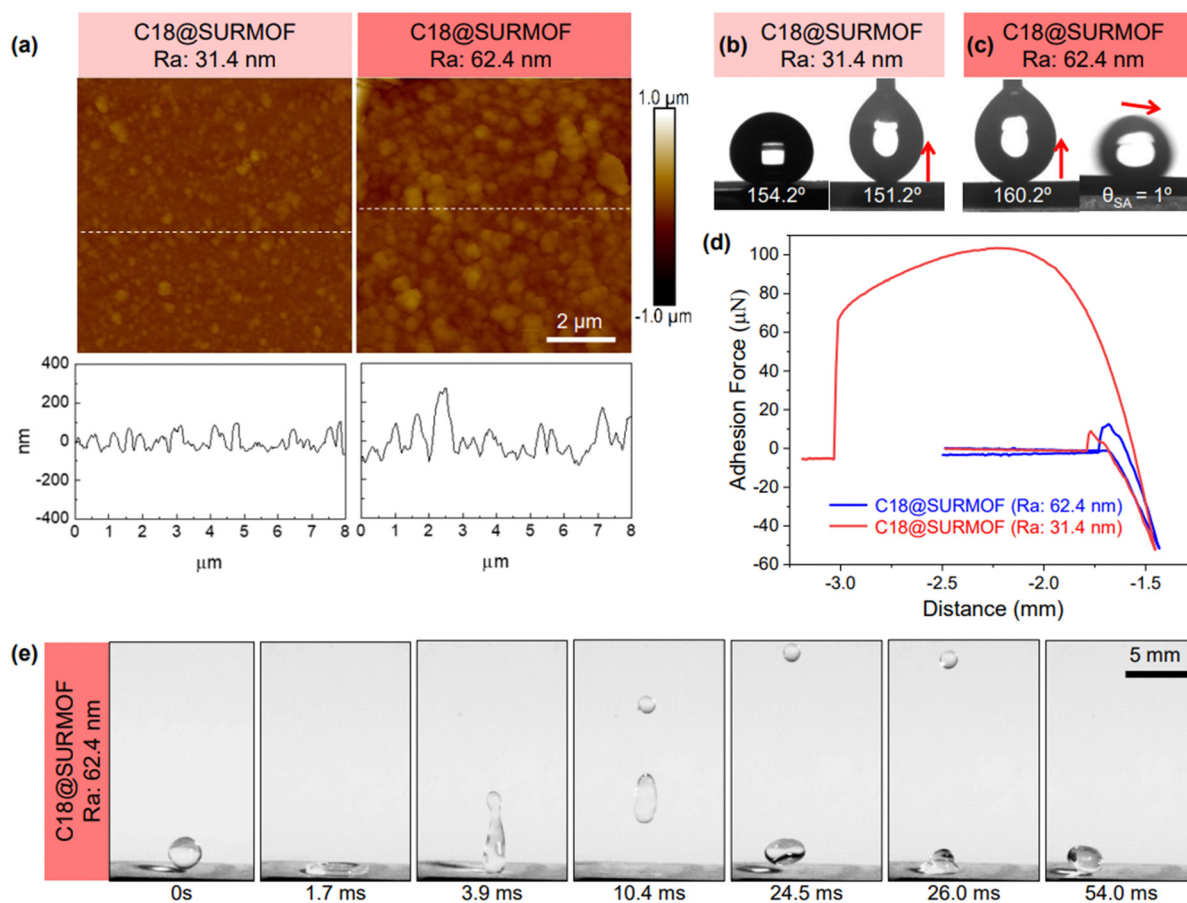 (a)
C18@SURMOF
Ra: 31.4 nm
C18@SURMOF
Ra: 62.4 nm
1.0 μm
-1.0 μm
2 μm
400
200
0
-200
-400
nm
0 1 2 3 4 5 6 7 8
μm
0 1 2 3 4 5 6 7 8
μm
(b)
C18@SURMOF
Ra: 31.4 nm
154.2º
151.2º
(c)
C18@SURMOF
Ra: 62.4 nm
160.2º
θSA = 1º
(d)
Adhesion Force (μN)
100
80
60
40
20
0
-20
-40
-60
C18@SURMOF (Ra: 62.4 nm)
C18@SURMOF (Ra: 31.4 nm)
-3.0 -2.5 -2.0 -1.5
Distance (mm)
(e)
C18@SURMOF
Ra: 62.4 nm
5 mm
0s 1.7 ms 3.9 ms 10.4 ms 24.5 ms 26.0 ms 54.0 ms